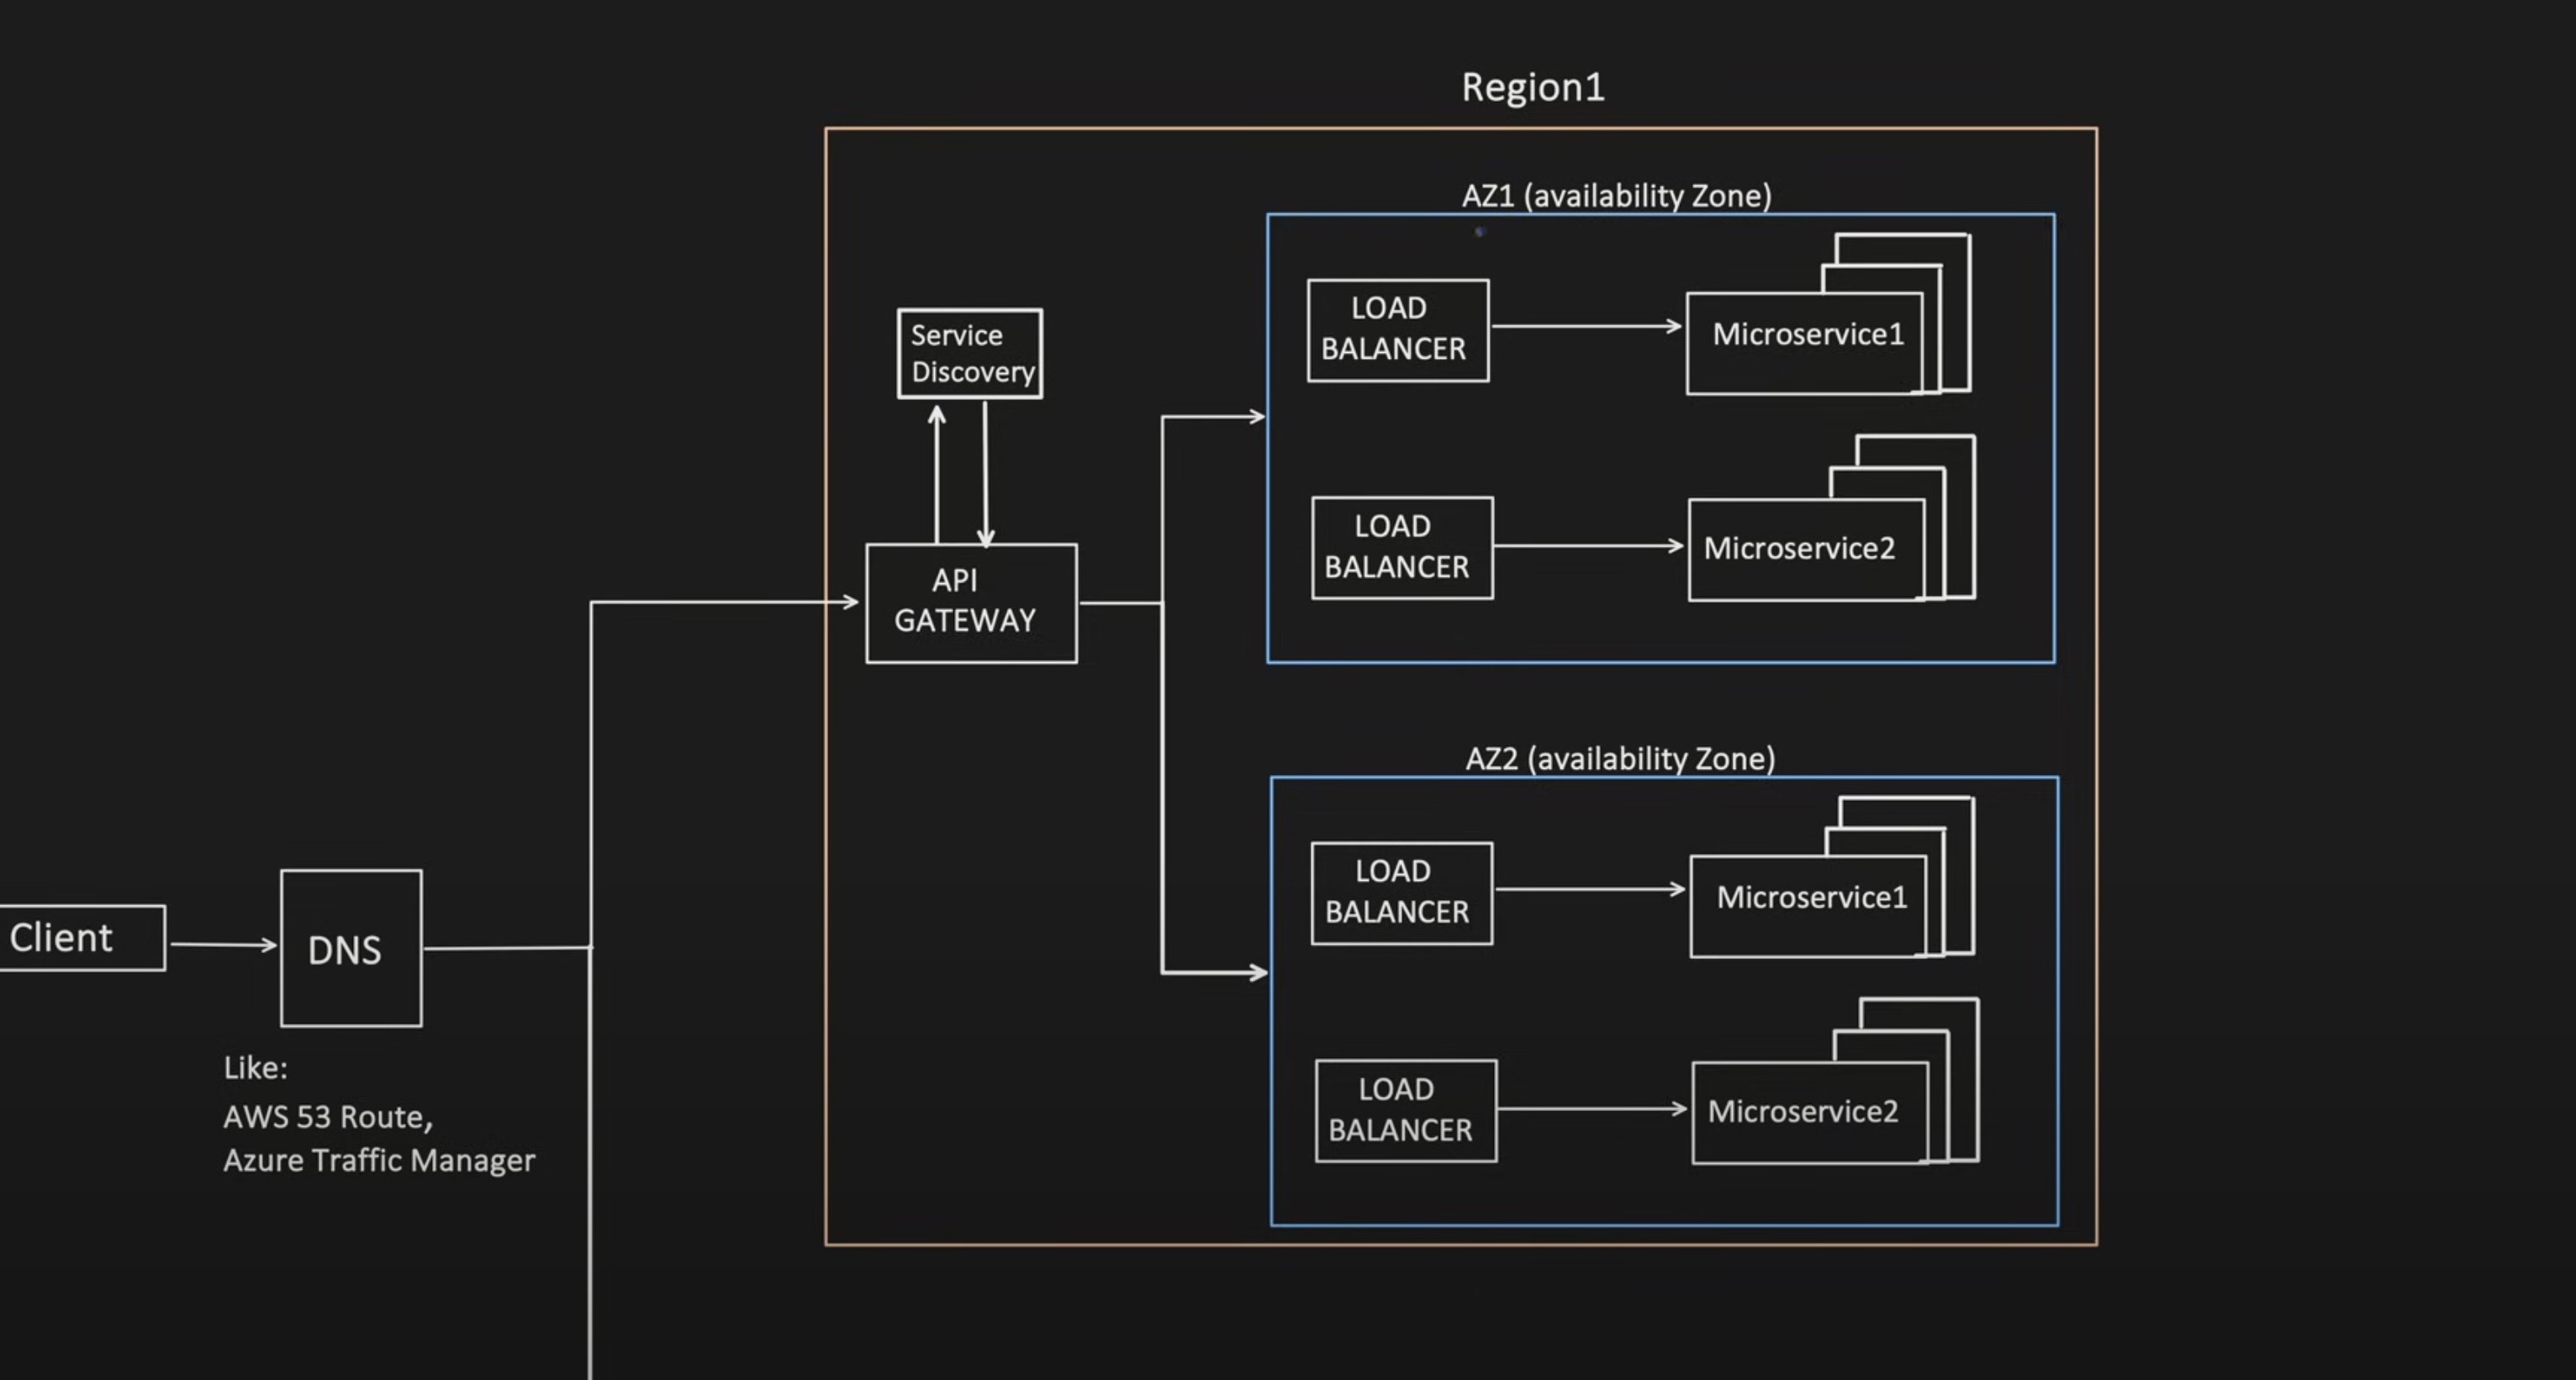 Region1
AZ1 (availability Zone)
LOAD
BALANCER
Microservice1
Service
Discovery
LOAD
BALANCER
Microservice2
API
GATEWAY
AZ2 (availability Zone)
LOAD
BALANCER
Microservice1
Client
DNS
LOAD
BALANCER
Microservice2
Like:
AWS 53 Route,
Azure Traffic Manager